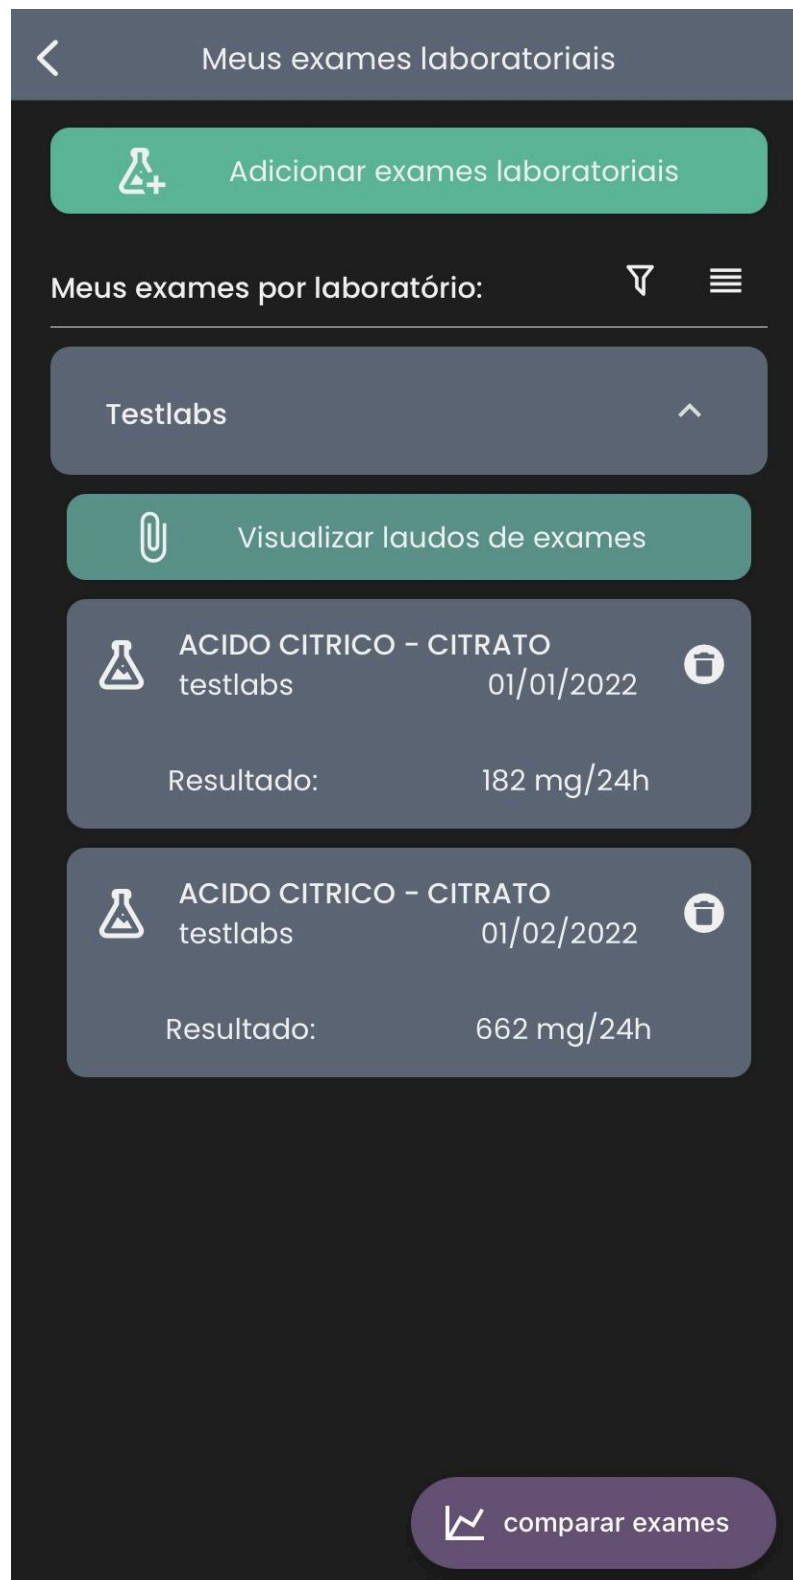 Meus exames laboratoriais
Adicionar exames laboratoriais
Meus exames por laboratório:
Testlabs
Visualizar laudos de exames
ACIDO CITRICO - CITRATO
testlabs 01/01/2022
Resultado: 182 mg/24h
ACIDO CITRICO - CITRATO
testlabs 01/02/2022
Resultado: 662 mg/24h
comparar exames